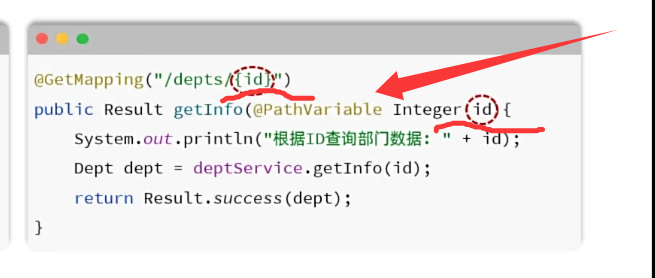 @GetMapping("/depts/{id}")
public Result getInfo(@PathVariable Integer id {
System.out.println("根据ID查询部门数据: " + id);
Dept dept = deptService.getInfo(id);
return Result.success(dept);
}